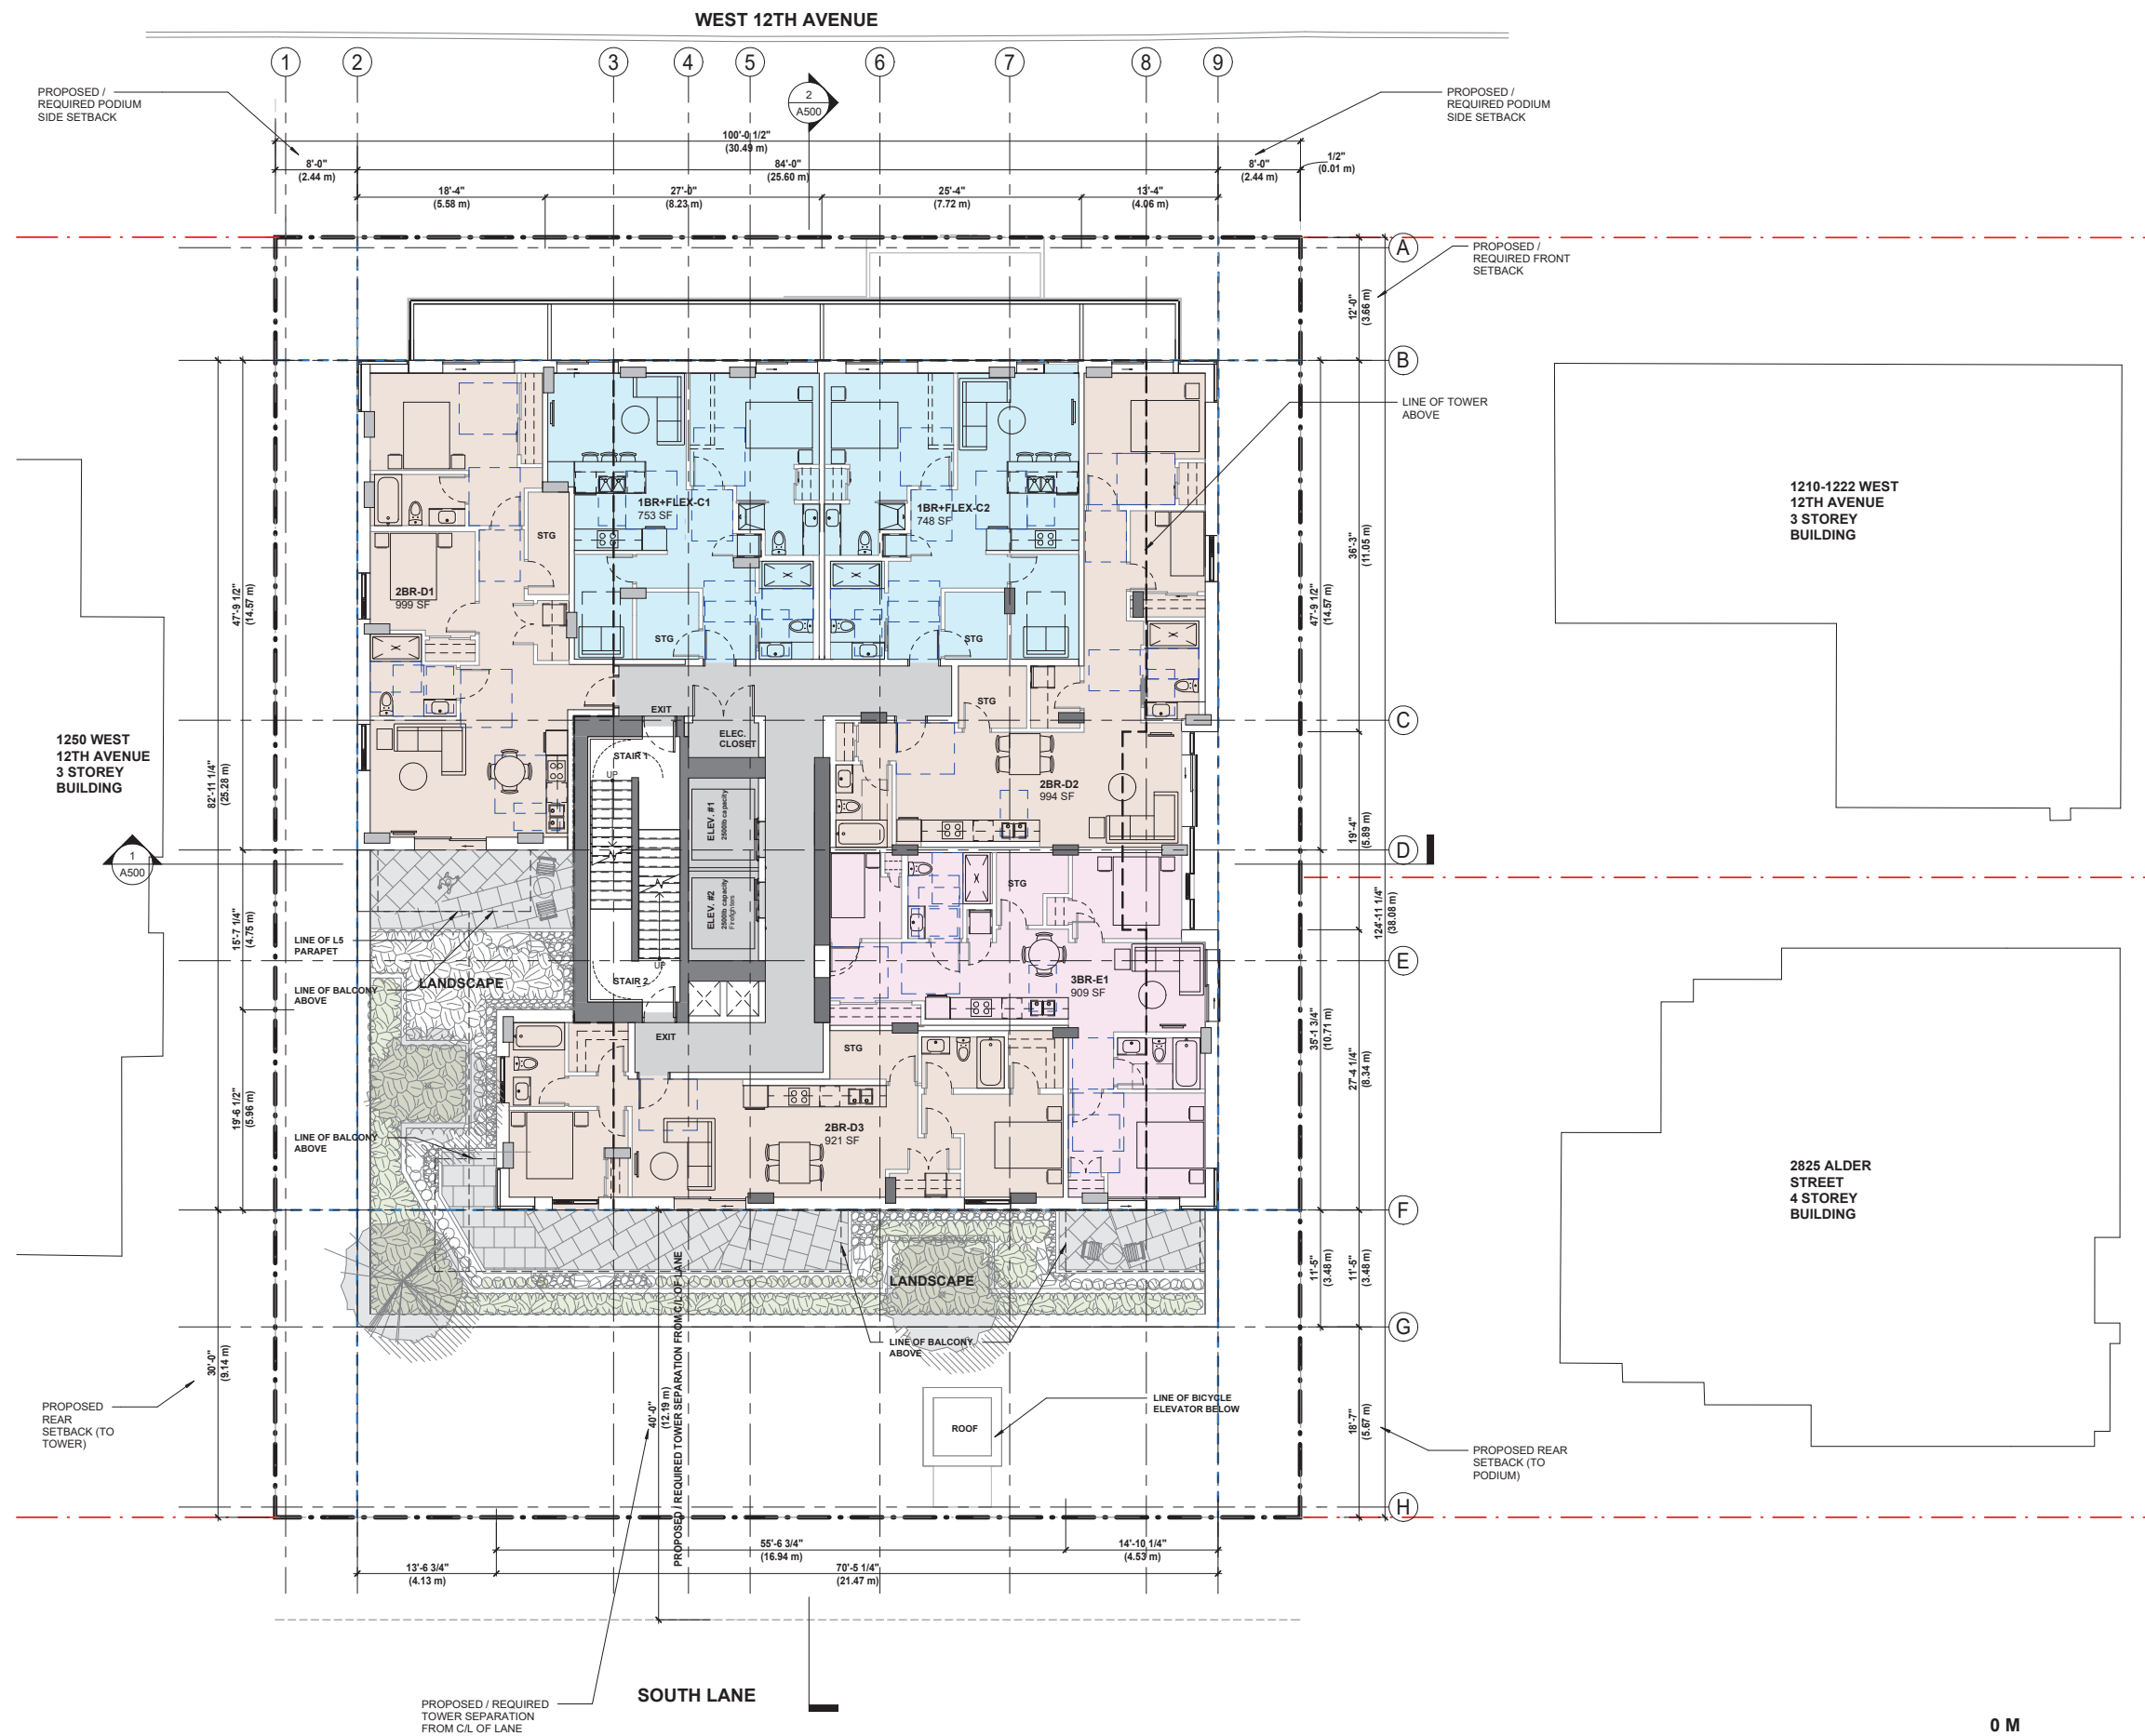 WEST 12TH AVENUE
1
2
3
4
5
6
7
8
9
2
A500
PROPOSED /
REQUIRED PODIUM
SIDE SETBACK
PROPOSED /
REQUIRED PODIUM
SIDE SETBACK
100'-0 1/2"
(30.49 m)
8'-0"
(2.44 m)
84'-0"
(25.60 m)
8'-0"
(2.44 m)
1/2"
(0.01 m)
18'-4"
(5.58 m)
27'-0"
(8.23 m)
25'-4"
(7.72 m)
13'-4"
(4.06 m)
A
PROPOSED /
REQUIRED FRONT
SETBACK
12'-0"
(3.66 m)
B
LINE OF TOWER
ABOVE
1210-1222 WEST
12TH AVENUE
3 STOREY
BUILDING
1BR+FLEX-C1
753 SF
1BR+FLEX-C2
748 SF
STG
2BR-D1
999 SF
47'-9 1/2"
(14.57 m)
36'-3"
(11.05 m)
47'-9 1/2"
(14.57 m)
STG
STG
STG
EXIT
C
ELEC.
CLOSET
1250 WEST
12TH AVENUE
3 STOREY
BUILDING
82'-11 1/4"
(25.28 m)
STAIR 1
UP
2BR-D2
994 SF
ELEV. #1
2500lb capacity
19'-4"
(5.89 m)
D
1
A500
STG
ELEV. #2
2500lb capacity
Firefighters
15'-7 1/4"
(4.75 m)
124'-11 1/4"
(38.08 m)
LINE OF L5
PARAPET
E
UP
LANDSCAPE
STAIR 2
LINE OF BALCONY
ABOVE
3BR-E1
909 SF
EXIT
STG
35'-1 3/4"
(10.71 m)
27'-4 1/4"
(8.34 m)
19'-6 1/2"
(5.96 m)
2BR-D3
921 SF
LINE OF BALCONY
ABOVE
2825 ALDER
STREET
4 STOREY
BUILDING
F
11'-5"
(3.48 m)
11'-5"
(3.48 m)
LANDSCAPE
G
LINE OF BALCONY
ABOVE
30'-0"
(9.14 m)
PROPOSED
REAR
SETBACK (TO
TOWER)
40'-0"
(12.19 m)
PROPOSED / REQUIRED TOWER SEPARATION FROM C/L OF LANE
LINE OF BICYCLE
ELEVATOR BELOW
ROOF
18'-7"
(5.67 m)
PROPOSED REAR
SETBACK (TO
PODIUM)
H
55'-6 3/4"
(16.94 m)
14'-10 1/4"
(4.53 m)
13'-6 3/4"
(4.13 m)
70'-5 1/4"
(21.47 m)
SOUTH LANE
PROPOSED / REQUIRED
TOWER SEPARATION
FROM C/L OF LANE
0 M